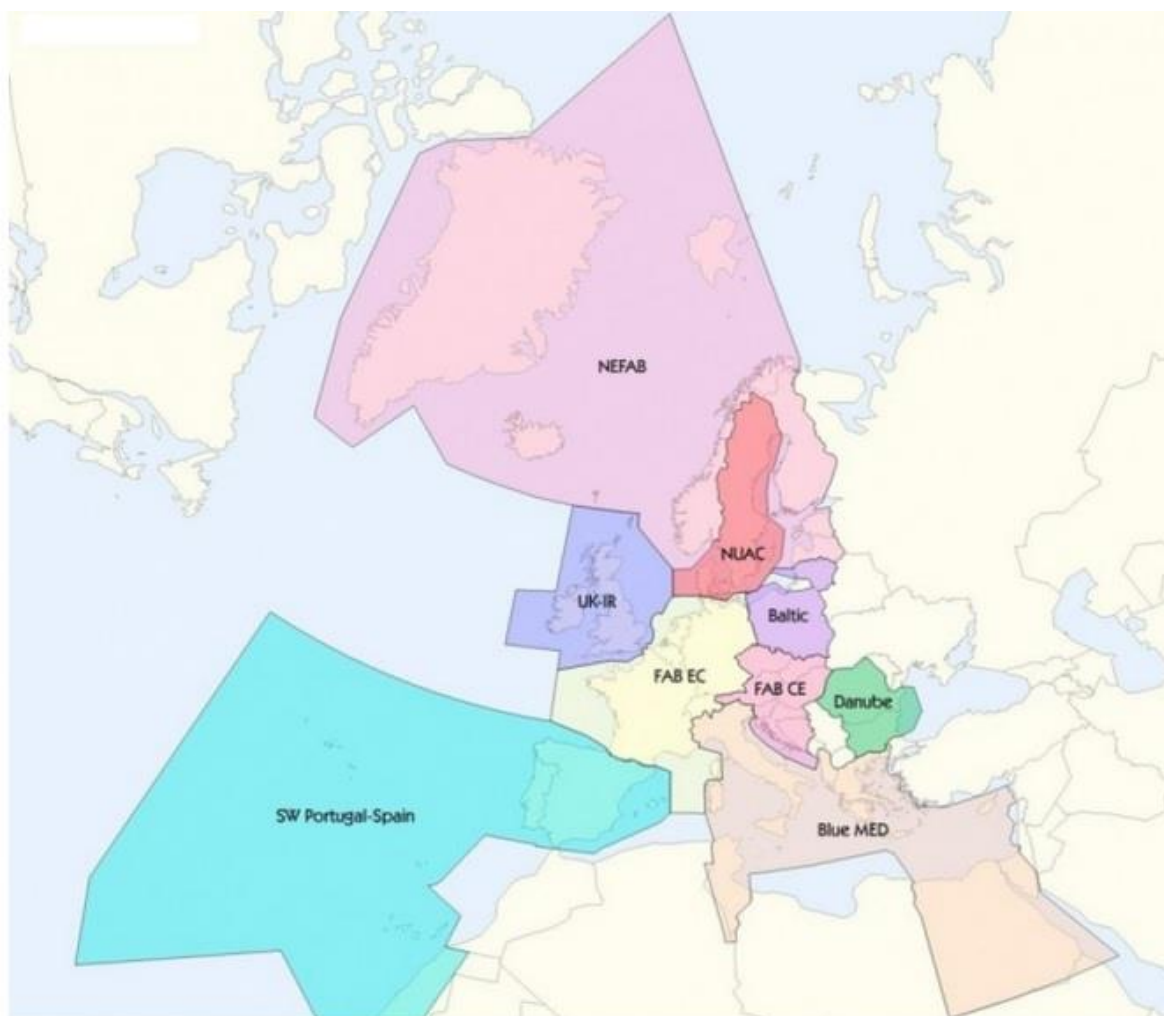 NEFAB
NUAC
UK-IR
Baltic
FAB EC
FAB CE
Danube
SW Portugal-Spain
Blue MED